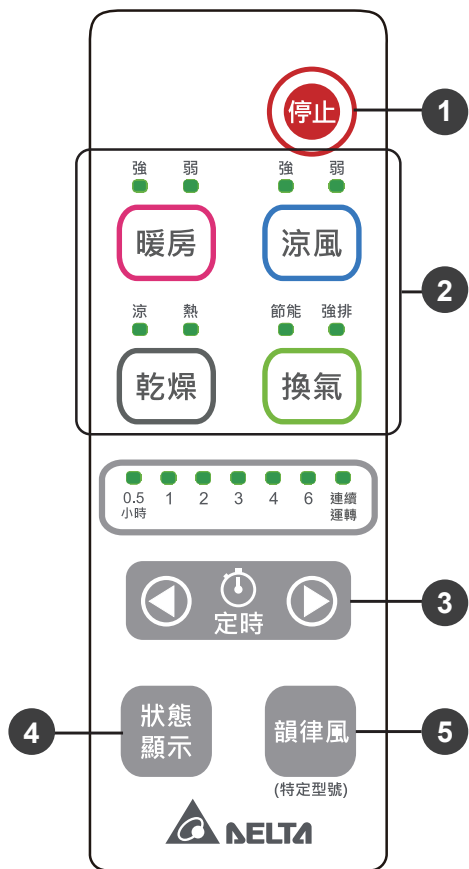 停止
1
強 弱 強 弱
暖房 涼風
2
涼 熱 節能 強排
乾燥 換氣
0.5 1 2 3 4 6 連續
小時 運轉
定時
3
狀態
顯示
4
韻律風
5
(特定型號)
DELTA